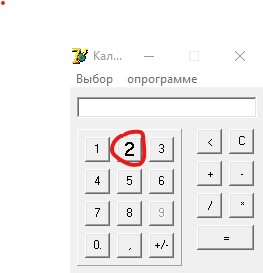 Кал...
Выбор опрограмме
1 2 3 < C
4 5 6 + -
7 8 9 / *
0. , +/- =